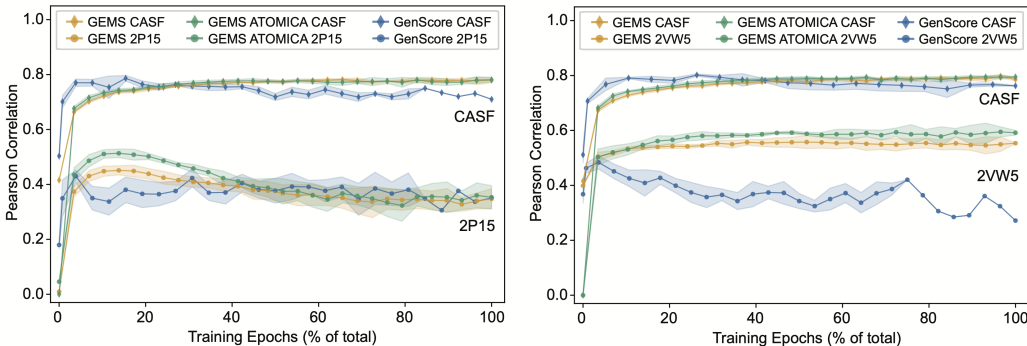 GEMS CASF GEMS ATOMICA CASF GenScore CASF
GEMS 2P15 GEMS ATOMICA 2P15 GenScore 2P15
1.0
0.8
0.6
0.4
0.2
0.0
Pearson Correlation
CASF
2P15
0 20 40 60 80 100
Training Epochs (% of total)
GEMS CASF GEMS ATOMICA CASF GenScore CASF
GEMS 2VW5 GEMS ATOMICA 2VW5 GenScore 2VW5
1.0
0.8
0.6
0.4
0.2
0.0
Pearson Correlation
CASF
2VW5
0 20 40 60 80 100
Training Epochs (% of total)